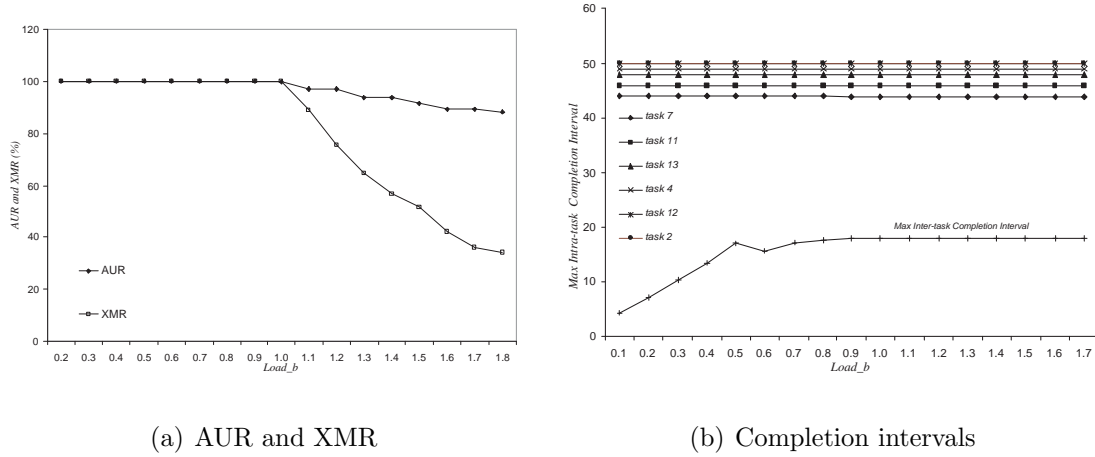 120
100
80
60
40
20
0
AUR and XMR (%)
AUR
XMR
0.2 0.3 0.4 0.5 0.6 0.7 0.8 0.9 1.0 1.1 1.2 1.3 1.4 1.5 1.6 1.7 1.8
Load_b
(a) AUR and XMR
60
50
40
30
20
10
0
Max Intra-task Completion Interval
task 7
task 11
task 13
task 4
task 12
task 2
Max Inter-task Completion Interval
0.1 0.2 0.3 0.4 0.5 0.6 0.7 0.8 0.9 1.0 1.1 1.2 1.3 1.4 1.5 1.6 1.7
Load_b
(b) Completion intervals